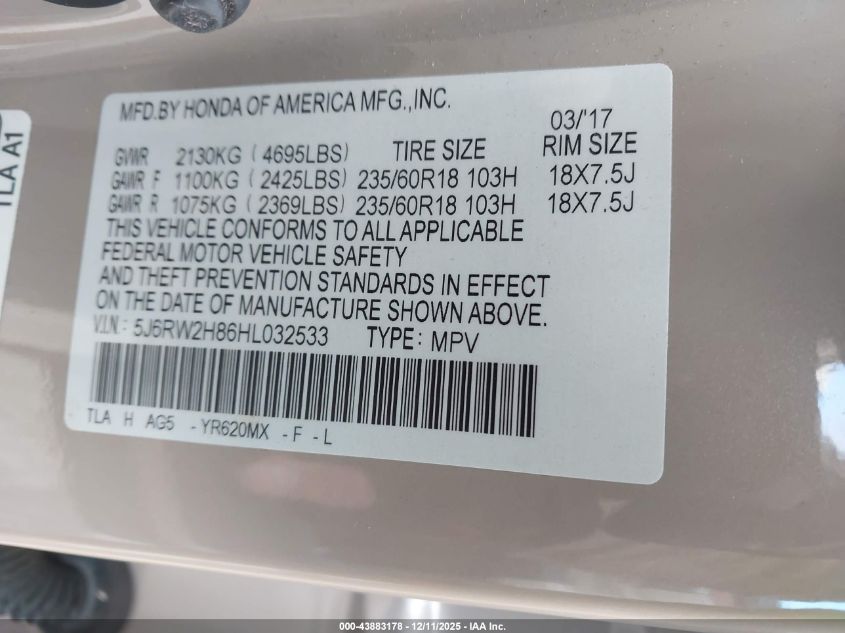 TLA A1
MFD.BY HONDA OF AMERICA MFG.,INC.
03/'17
GVWR 2130KG (4695LBS) TIRE SIZE RIM SIZE
GAWR F 1100KG (2425LBS) 235/60R18 103H 18X7.5J
GAWR R 1075KG (2369LBS) 235/60R18 103H 18X7.5J
THIS VEHICLE CONFORMS TO ALL APPLICABLE
FEDERAL MOTOR VEHICLE SAFETY
AND THEFT PREVENTION STANDARDS IN EFFECT
ON THE DATE OF MANUFACTURE SHOWN ABOVE.
V.I.N.: 5J6RW2H86HL032533 TYPE: MPV
TLA H AG5 -YR620MX -F -L
000-43883178 - 12/11/2025 - IAA Inc.